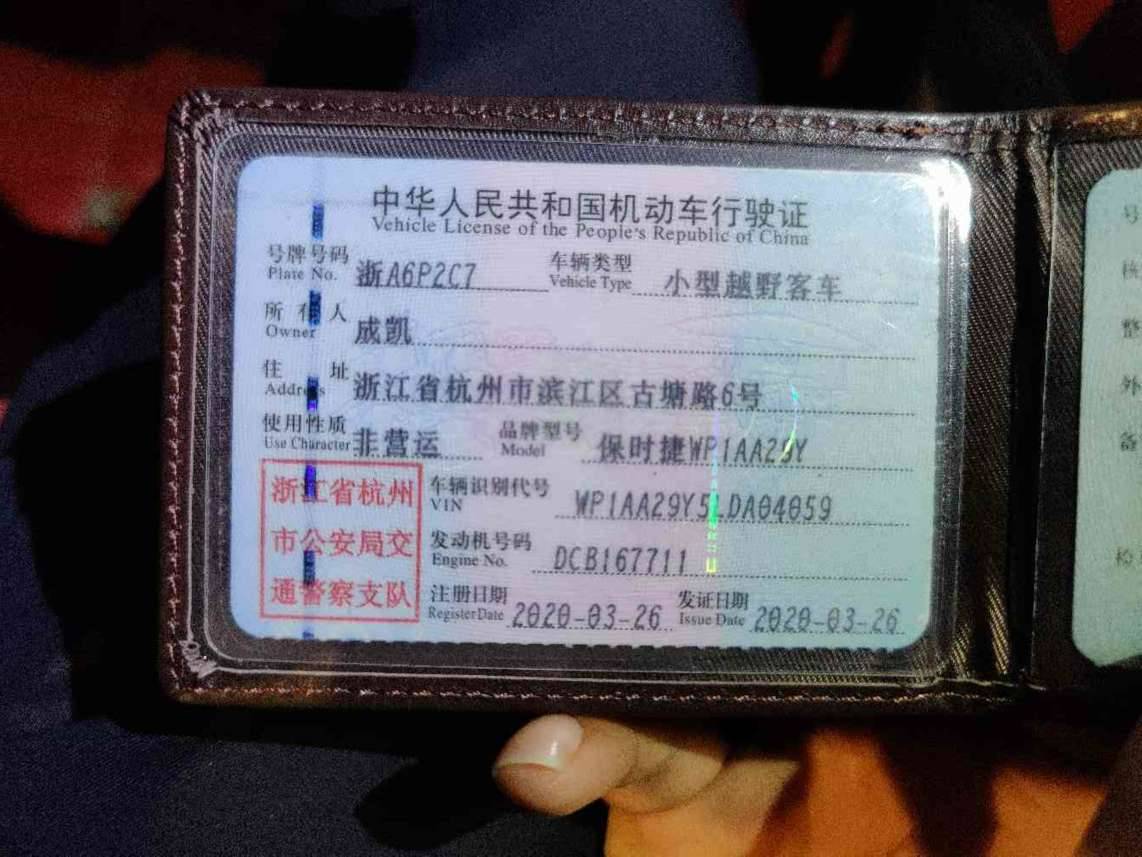 中华人民共和国机动车行驶证
Vehicle License of the People's Republic of China
号牌号码 浙A6P2C7 车辆类型 小型越野客车
Plate No. Vehicle Type
所有人 成凯
Owner
住址 浙江省杭州市滨江区古塘路6号
Address
使用性质 非营运 品牌型号 保时捷WP1AA29Y
Use Character Model
浙江省杭州
市公安局交
通警察支队
车辆识别代号 WP1AA29Y5LDA04059
VIN
发动机号码 DCB167711
Engine No.
注册日期 2020-03-26 发证日期 2020-03-26
Register Date Issue Date
号
核
整
外
备
检